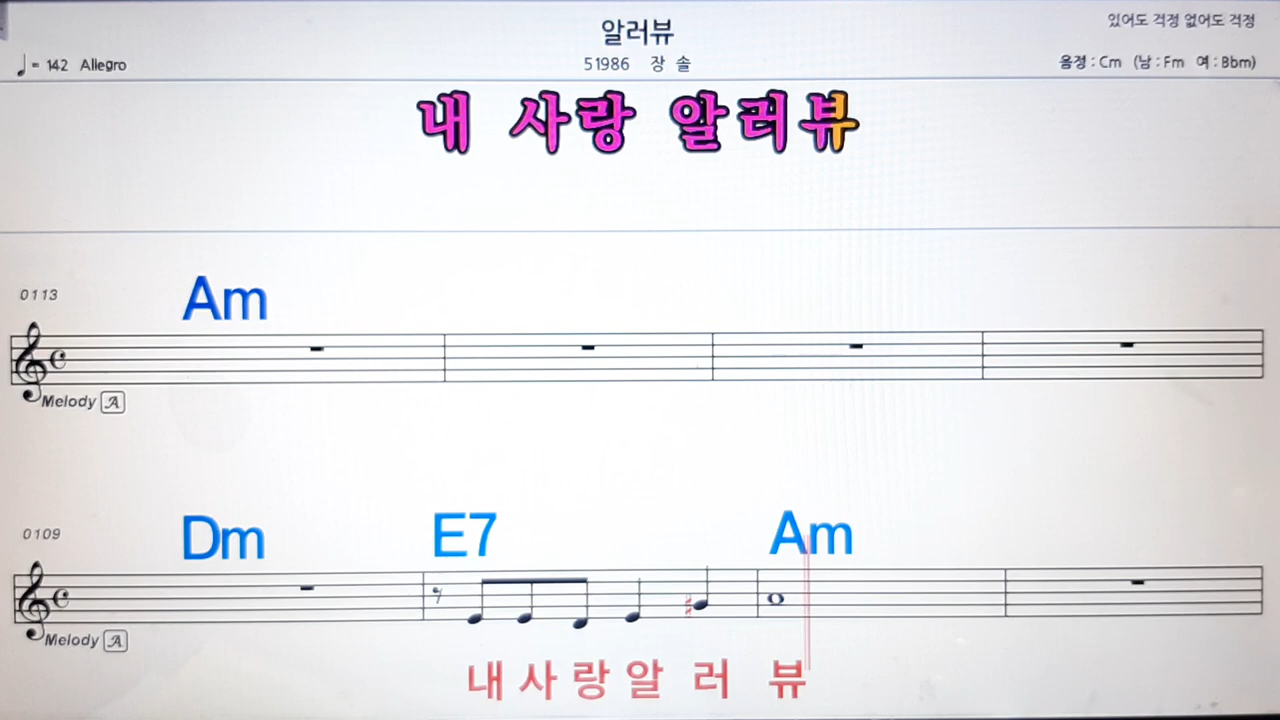 알러뷰
있어도 걱정 없어도 걱정
♩= 142 Allegro
51986 장 솔
음정 : Cm (남 : Fm 여 : Bbm)
내 사랑 알러뷰
0113
Am
Melody A
0109
Dm E7 Am
Melody A
내 사 랑 알 러 뷰